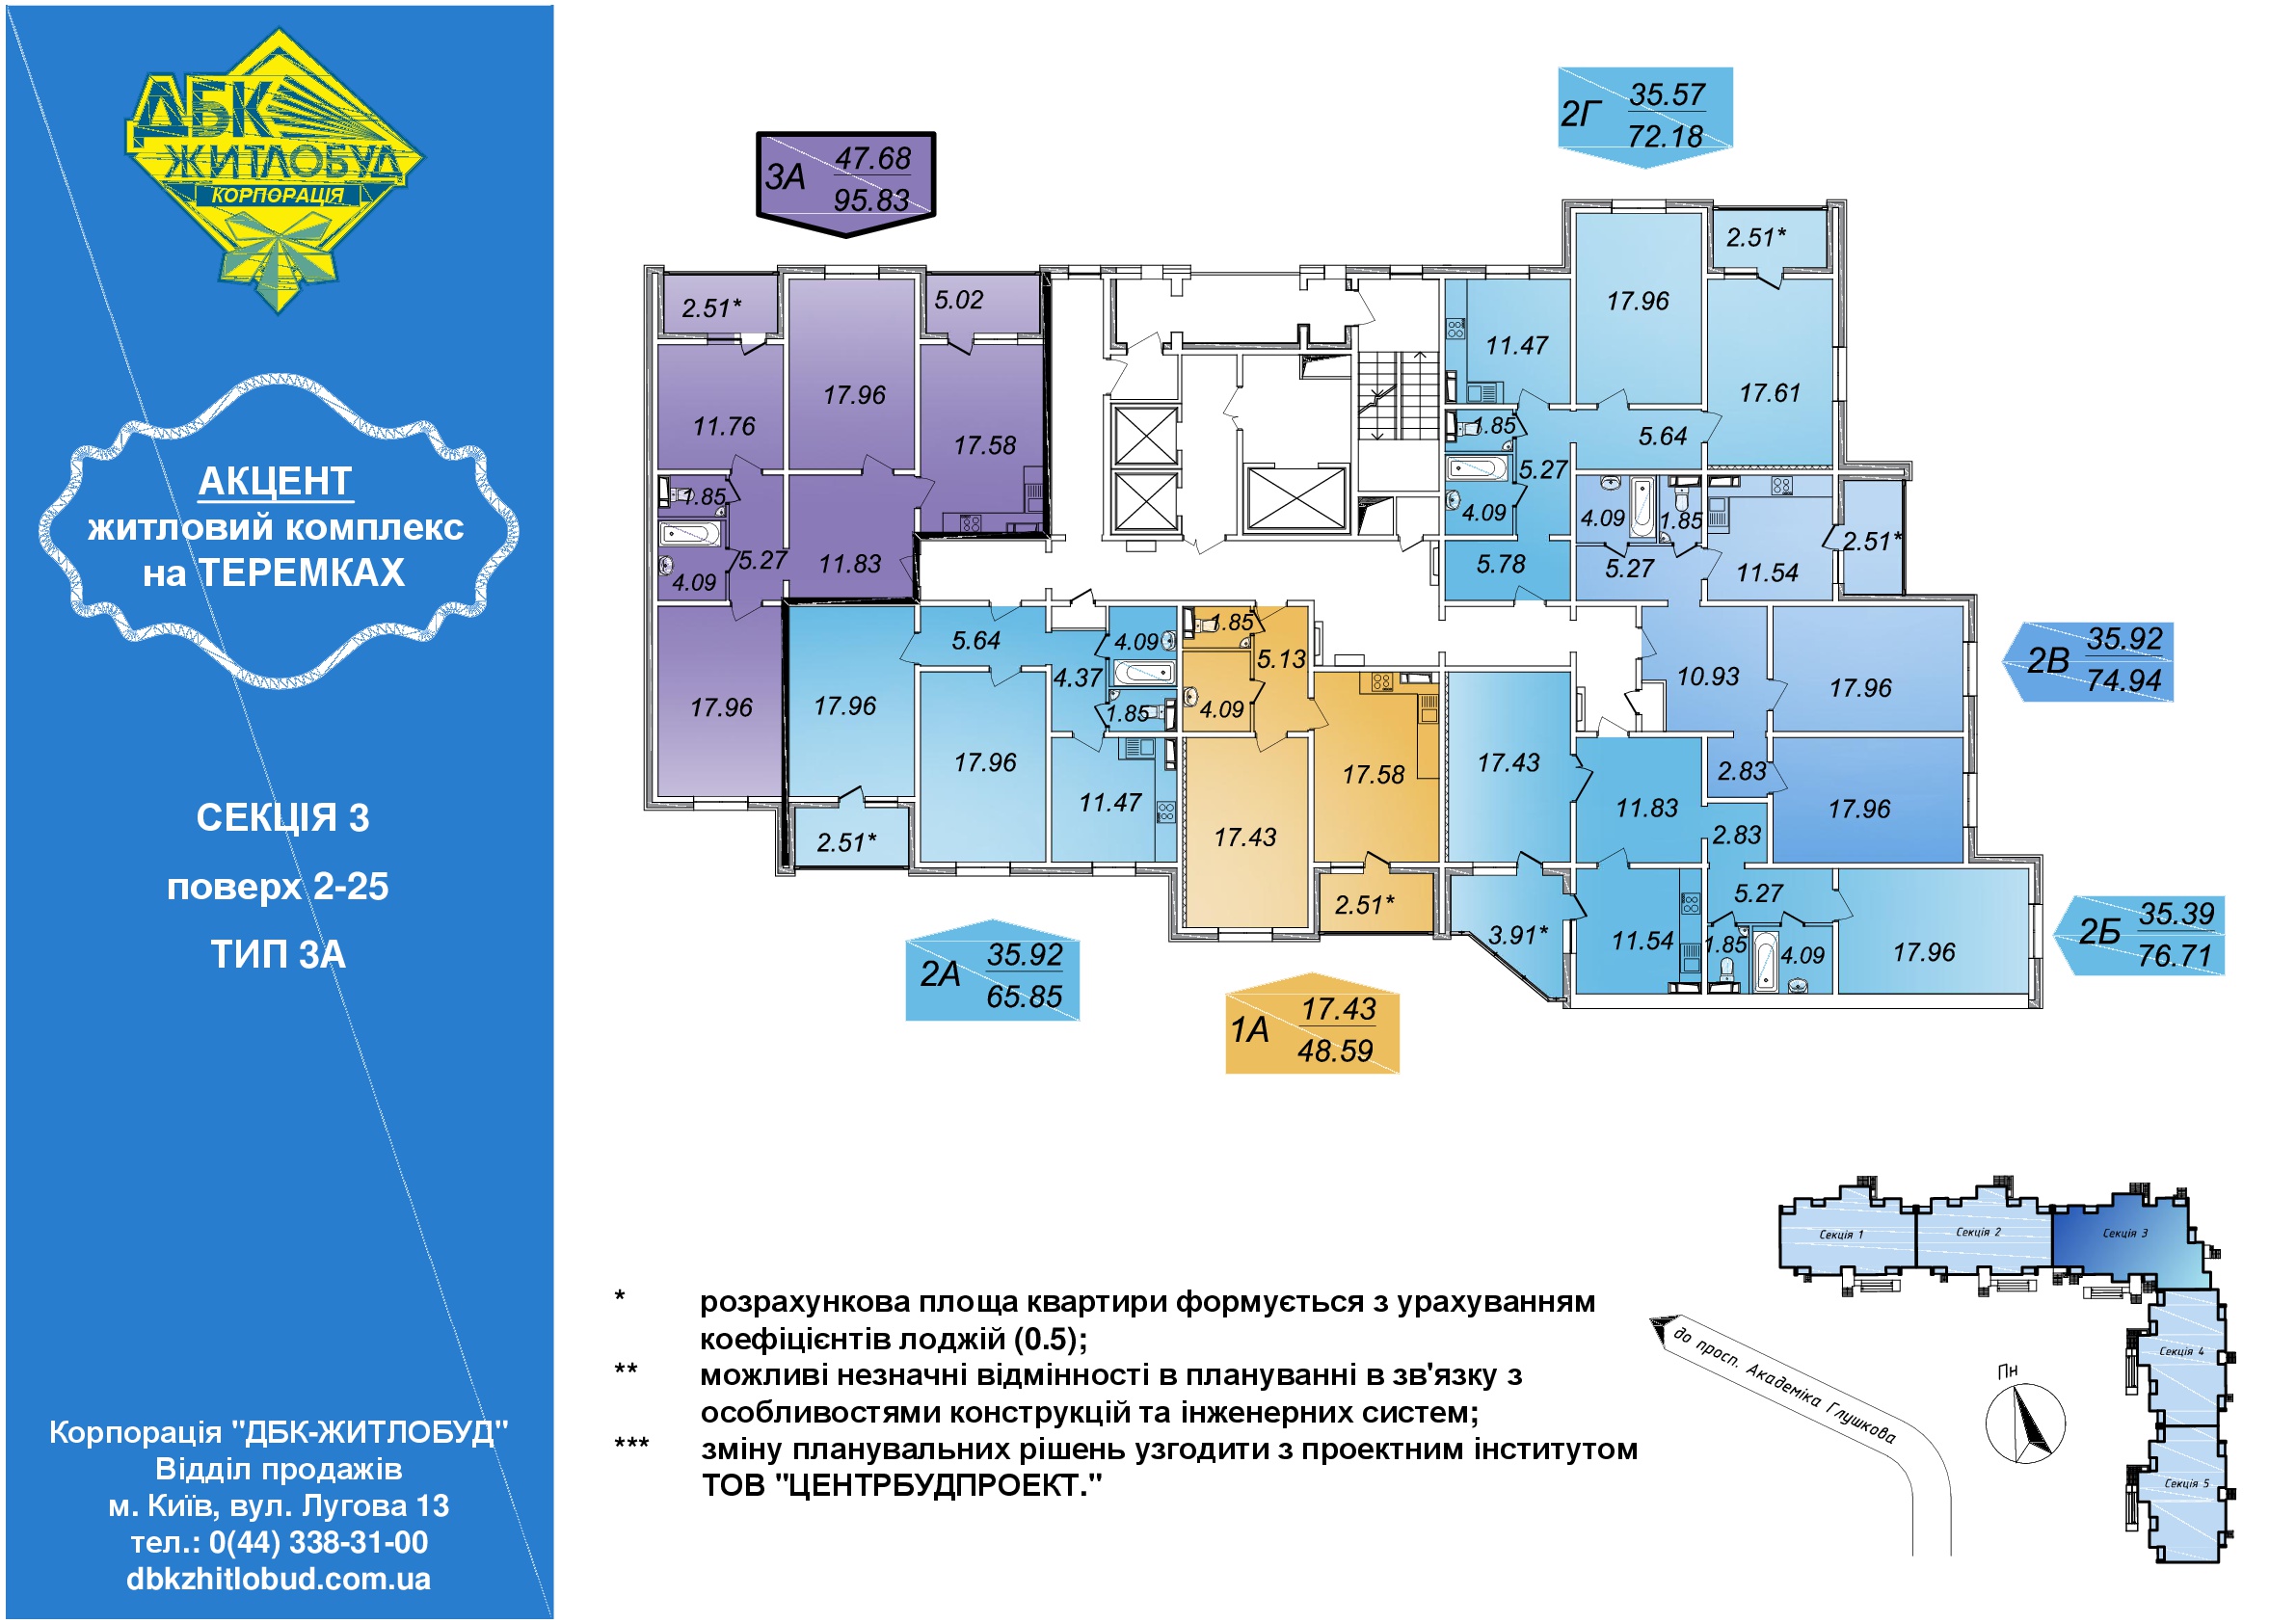 ДБК
ЖИТЛОБУД
КОРПОРАЦІЯ
АКЦЕНТ
житловий комплекс
на ТЕРЕМКАХ
СЕКЦІЯ 3
поверх 2-25
ТИП 3А
Корпорація "ДБК-ЖИТЛОБУД"
Відділ продажів
м. Київ, вул. Лугова 13
тел.: 0(44) 338-31-00
dbkzhitlobud.com.ua
3А
47.68
95.83
2Г
35.57
72.18
2.51*
17.96
5.02
11.76
17.58
1.85
4.09
5.27
11.83
17.96
11.47
17.96
2.51*
17.61
5.64
1.85
5.27
4.09
5.78
4.09
1.85
5.27
11.54
2.51*
10.93
17.96
2.83
17.96
2В
35.92
74.94
17.96
5.64
4.09
4.37
1.85
17.96
11.47
2.51*
2А
35.92
65.85
1.85
5.13
4.09
17.43
17.58
2.51*
1А
17.43
48.59
17.43
11.83
2.83
5.27
3.91*
11.54
1.85
4.09
17.96
2Б
35.39
76.71
* розрахункова площа квартири формується з урахуванням
коефіцієнтів лоджій (0.5);
** можливі незначні відмінності в плануванні в зв'язку з
особливостями конструкцій та інженерних систем;
*** зміну планувальних рішень узгодити з проектним інститутом
ТОВ "ЦЕНТРБУДПРОЕКТ."
Секція 1
Секція 2
Секція 3
Секція 4
Секція 5
до просп. Академіка Глушкова
Пн